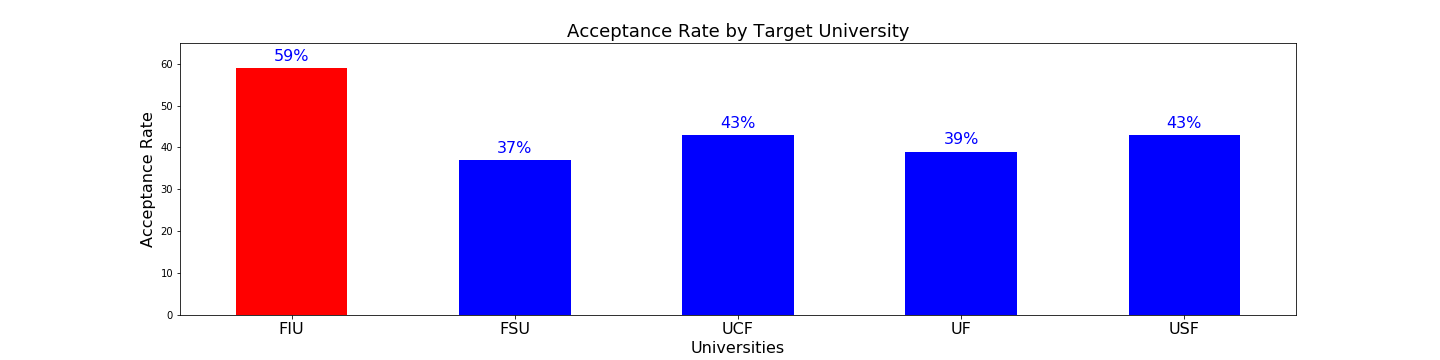 Acceptance Rate by Target University
59%
37%
43%
39%
43%
Acceptance Rate
60
50
40
30
20
10
0
FIU
FSU
UCF
UF
USF
Universities